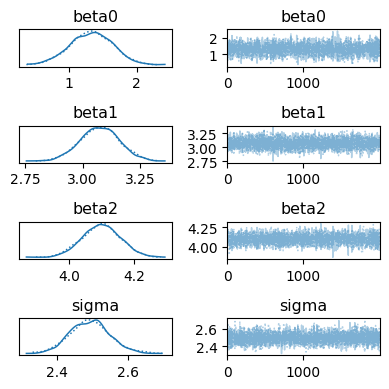 beta0 beta0
2
1
1 2 0 1000
beta1 beta1
3.25
3.00
2.75
2.75 3.00 3.25 0 1000
beta2 beta2
4.25
4.00
4.0 4.2 0 1000
sigma sigma
2.6
2.4
2.4 2.6 0 1000